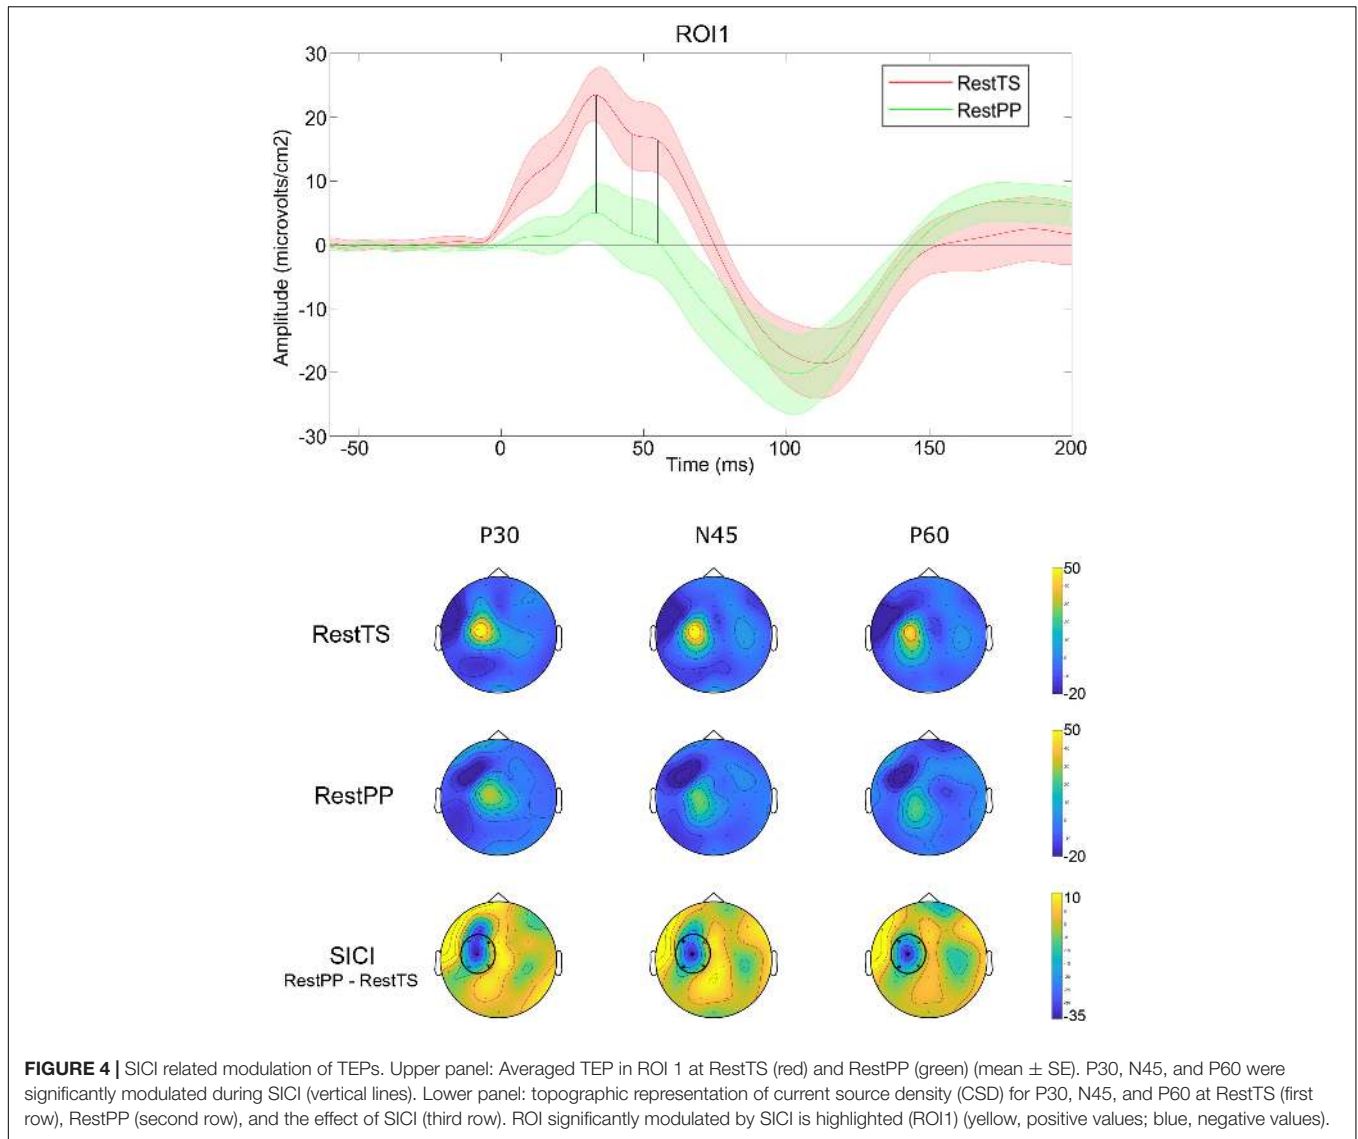 ROI1
30
20
10
0
-10
-20
-30
Amplitude (microvolts/cm2)
RestTS
RestPP
-50
0
50
100
150
200
Time (ms)
P30
N45
P60
RestTS
50
-20
RestPP
50
-20
SICI
RestPP - RestTS
10
-35
FIGURE 4 | SICI related modulation of TEPs. Upper panel: Averaged TEP in ROI 1 at RestTS (red) and RestPP (green) (mean ± SE). P30, N45, and P60 were
significantly modulated during SICI (vertical lines). Lower panel: topographic representation of current source density (CSD) for P30, N45, and P60 at RestTS (first
row), RestPP (second row), and the effect of SICI (third row). ROI significantly modulated by SICI is highlighted (ROI1) (yellow, positive values; blue, negative values).